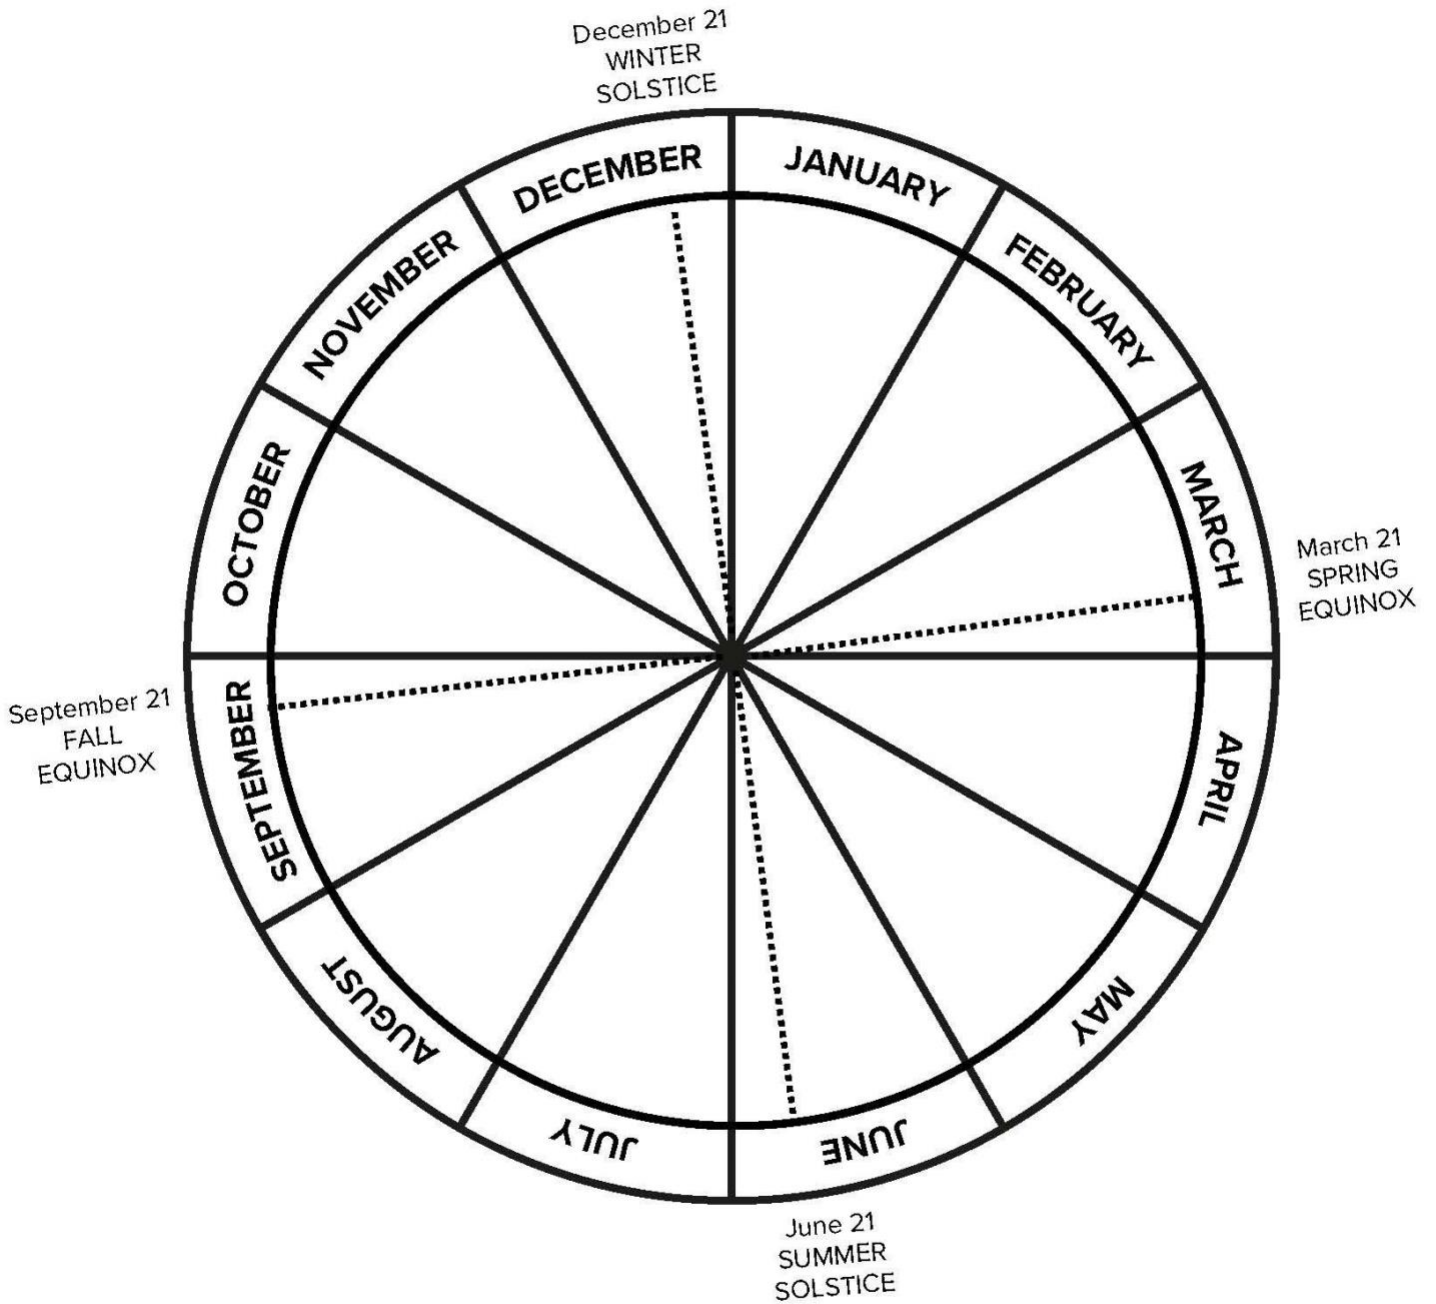 December 21
WINTER
SOLSTICE
DECEMBER
JANUARY
NOVEMBER
FEBRUARY
OCTOBER
MARCH
March 21
SPRING
EQUINOX
September 21
FALL
EQUINOX
SEPTEMBER
APRIL
AUGUST
MAY
JULY
JUNE
June 21
SUMMER
SOLSTICE